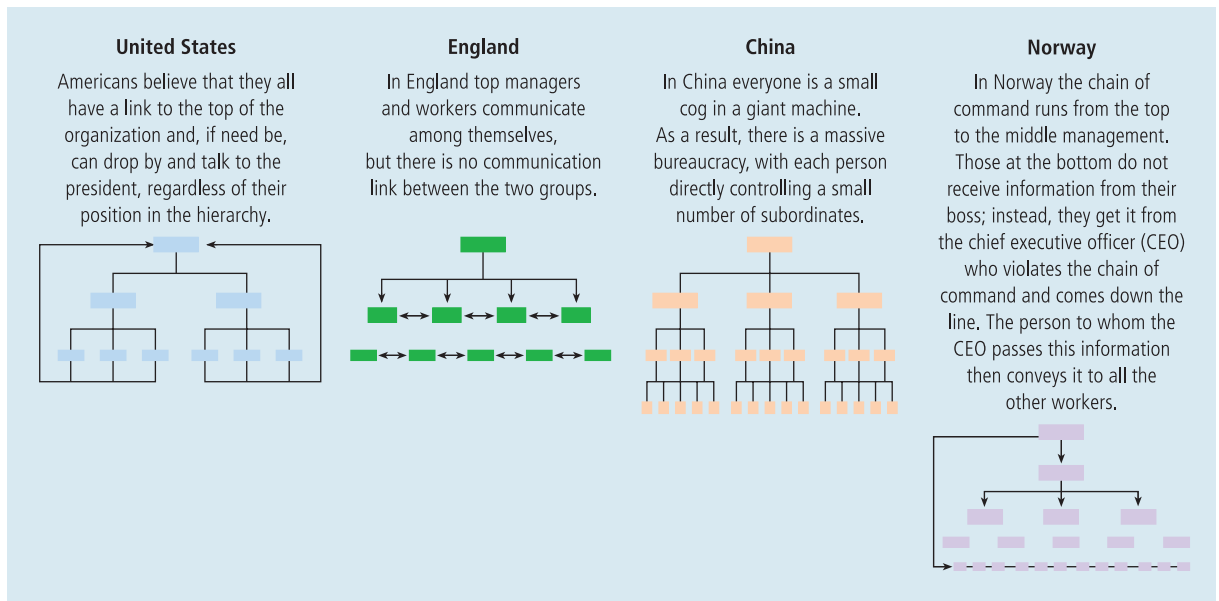 United States
Americans believe that they all
have a link to the top of the
organization and, if need be,
can drop by and talk to the
president, regardless of their
position in the hierarchy.
England
In England top managers
and workers communicate
among themselves,
but there is no communication
link between the two groups.
China
In China everyone is a small
cog in a giant machine.
As a result, there is a massive
bureaucracy, with each person
directly controlling a small
number of subordinates.
Norway
In Norway the chain of
command runs from the top
to the middle management.
Those at the bottom do not
receive information from their
boss; instead, they get it from
the chief executive officer (CEO)
who violates the chain of
command and comes down the
line. The person to whom the
CEO passes this information
then conveys it to all the
other workers.